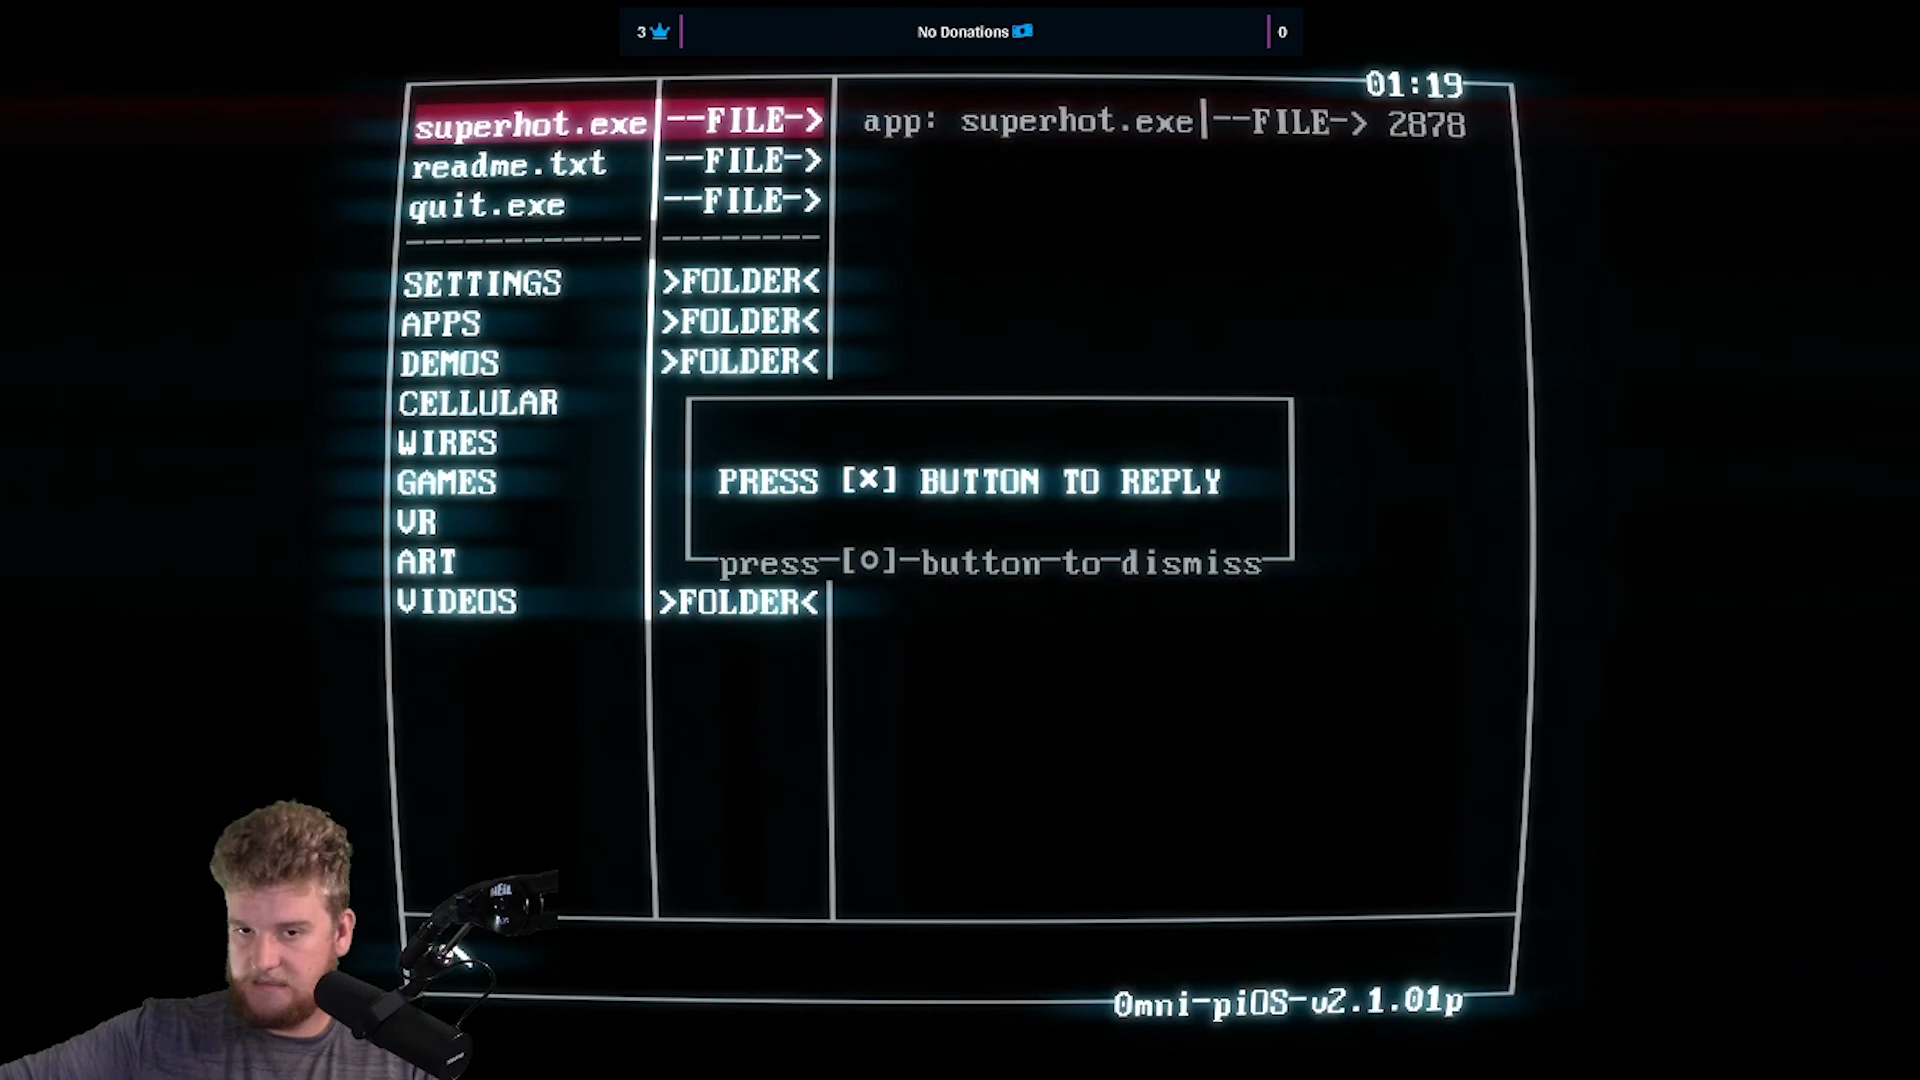 3
No Donations
0
01:19
superhot.exe --FILE->
app: superhot.exe|--FILE-> 2878
readme.txt --FILE->
quit.exe --FILE->
SETTINGS >FOLDER<
APPS >FOLDER<
DEMOS >FOLDER<
CELLULAR
WIRES
GAMES
VR
ART
VIDEOS >FOLDER<
PRESS [×] BUTTON TO REPLY
press-[O]-button-to-dismiss
NEIL
0mni-piOS-v2.1.01p